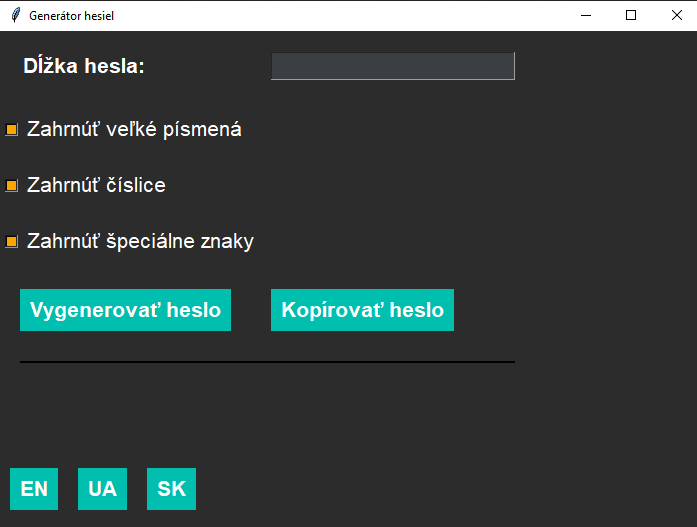 Generátor hesiel
Dĺžka hesla:
Zahrnúť veľké písmená
Zahrnúť číslice
Zahrnúť špeciálne znaky
Vygenerovať heslo Kopírovať heslo
EN UA SK